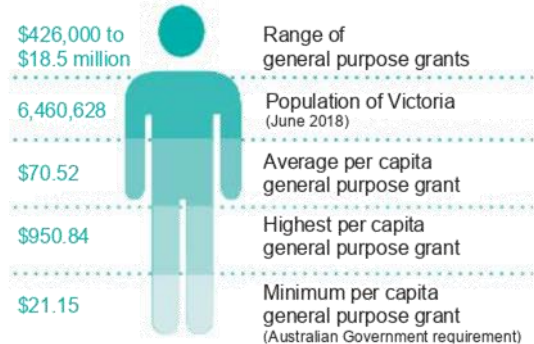 $426,000 to
$18.5 million
Range of
general purpose grants
6,460,628
Population of Victoria
(June 2018)
$70.52
Average per capita
general purpose grant
$950.84
Highest per capita
general purpose grant
$21.15
Minimum per capita
general purpose grant
(Australian Government requirement)